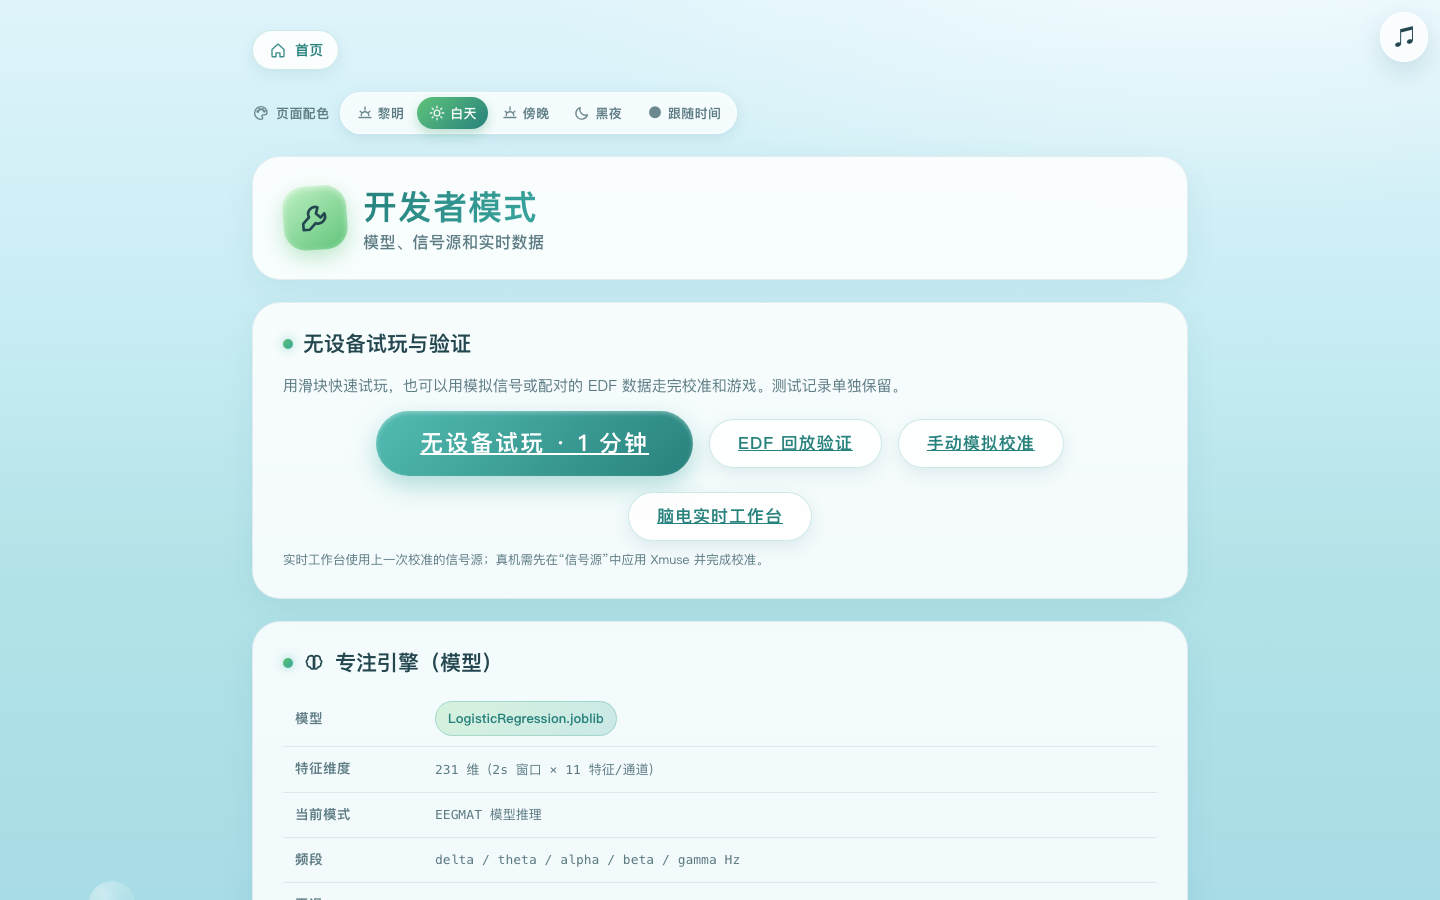 首页
页面配色 黎明 白天 傍晚 黑夜 跟随时间
开发者模式
模型、信号源和实时数据
无设备试玩与验证
用滑块快速试玩，也可以用模拟信号或配对的 EDF 数据走完校准和游戏。测试记录单独保留。
无设备试玩 · 1 分钟 EDF 回放验证 手动模拟校准
脑电实时工作台
实时工作台使用上一次校准的信号源；真机需先在“信号源”中应用 Xmuse 并完成校准。
专注引擎（模型）
模型 LogisticRegression.joblib
特征维度 231 维（2s 窗口 × 11 特征/通道）
当前模式 EEGMAT 模型推理
频段 delta / theta / alpha / beta / gamma Hz